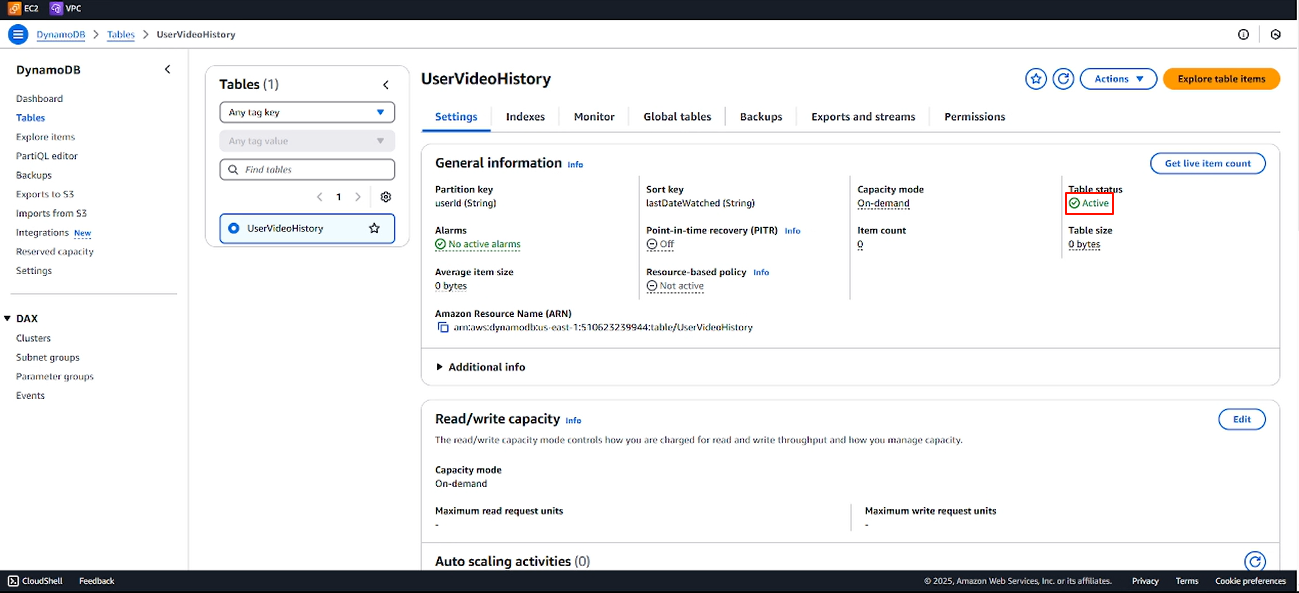 EC2 VPC
DynamoDB > Tables > UserVideoHistory
DynamoDB
Dashboard
Tables
Explore items
PartiQL editor
Backups
Exports to S3
Imports from S3
Integrations New
Reserved capacity
Settings
DAX
Clusters
Subnet groups
Parameter groups
Events
Tables (1)
Any tag key
Any tag value
Find tables
1
UserVideoHistory
UserVideoHistory
Actions
Explore table items
Settings Indexes Monitor Global tables Backups Exports and streams Permissions
General information Info
Get live item count
Partition key
userId (String)
Sort key
lastDateWatched (String)
Capacity mode
On-demand
Table status
Active
Alarms
No active alarms
Point-in-time recovery (PITR) Info
Off
Item count
0
Table size
0 bytes
Average item size
0 bytes
Resource-based policy Info
Not active
Amazon Resource Name (ARN)
arn:aws:dynamodb:us-east-1:510623239944:table/UserVideoHistory
Additional info
Read/write capacity Info
Edit
The read/write capacity mode controls how you are charged for read and write throughput and how you manage capacity.
Capacity mode
On-demand
Maximum read request units
-
Maximum write request units
-
Auto scaling activities (0)
CloudShell Feedback
© 2025, Amazon Web Services, Inc. or its affiliates. Privacy Terms Cookie preferences